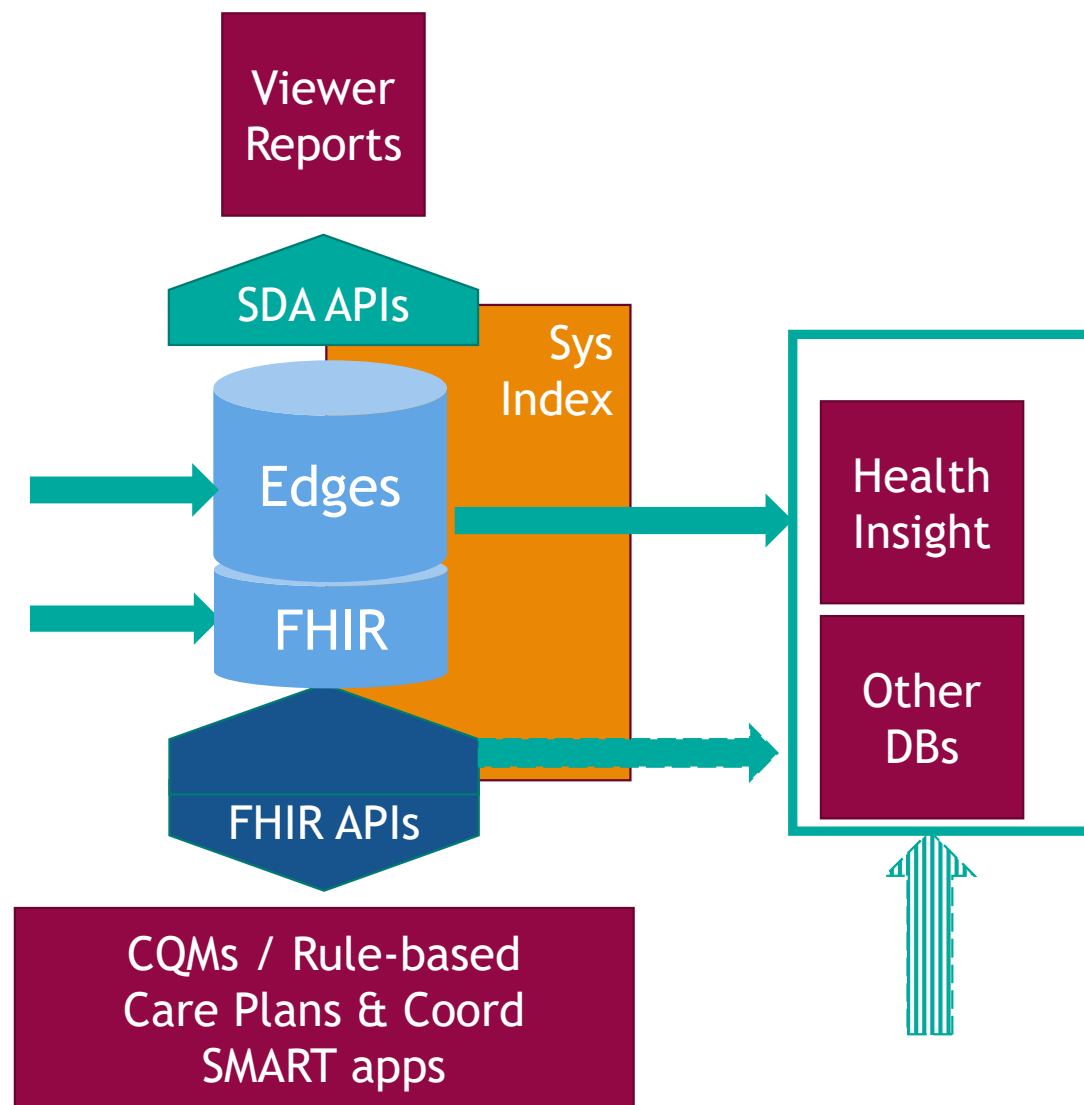 Viewer
Reports
SDA APIs
Sys
Index
Edges
FHIR
Health
Insight
Other
DBs
FHIR APIs
CQMs / Rule-based
Care Plans & Coord
SMART apps